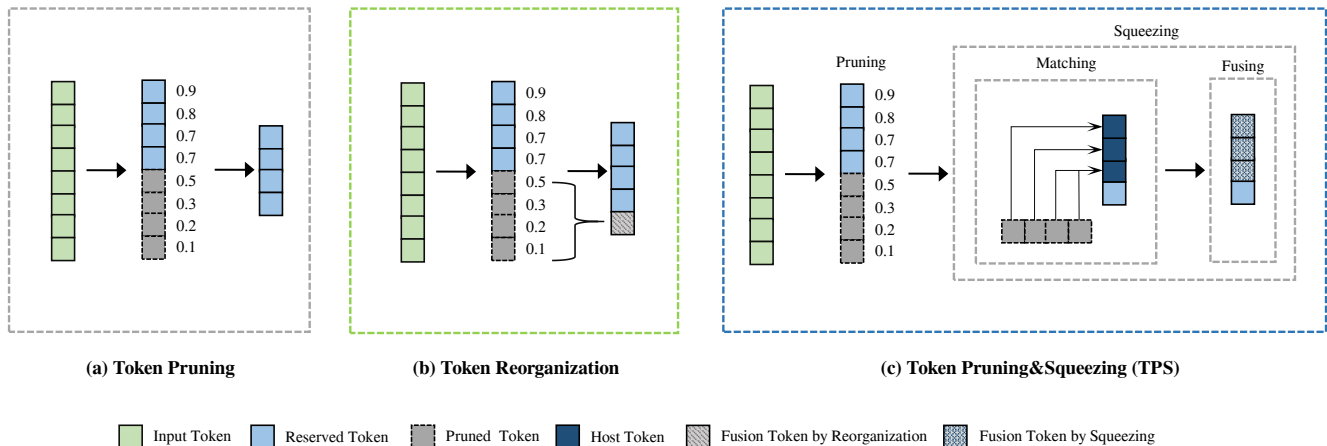 0.9
0.8
0.7
0.7
0.5
0.3
0.2
0.1
(a) Token Pruning
0.9
0.8
0.7
0.7
0.5
0.3
0.2
0.1
(b) Token Reorganization
Squeezing
Pruning
Matching
Fusing
0.9
0.8
0.7
0.7
0.5
0.3
0.2
0.1
(c) Token Pruning&Squeezing (TPS)
Input Token
Reserved Token
Pruned Token
Host Token
Fusion Token by Reorganization
Fusion Token by Squeezing